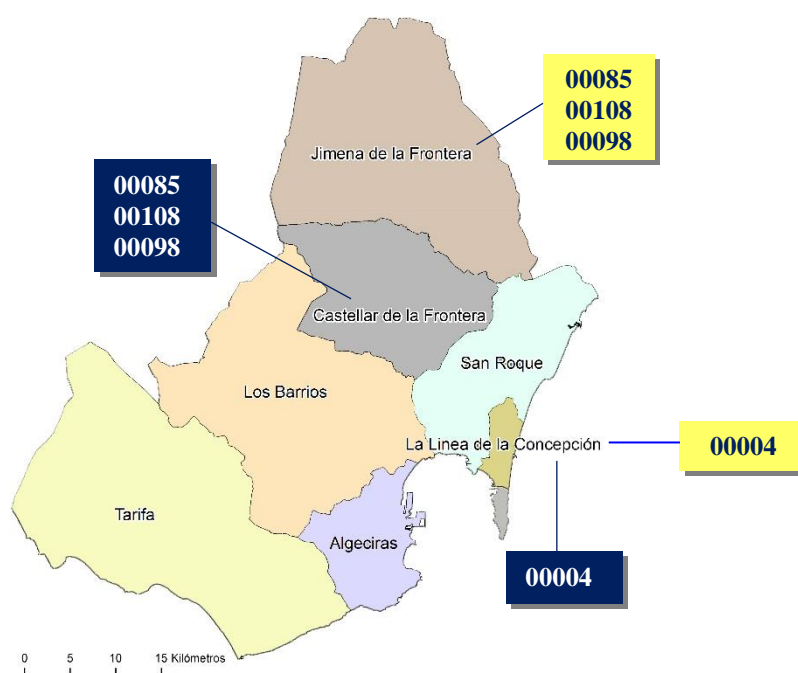 00085
00108
00098
Jimena de la Frontera
00085
00108
00098
Castellar de la Frontera
San Roque
Los Barrios
La Linea de la Concepción
00004
Tarifa
Algeciras
00004
0 5 10 15 Kilómetros